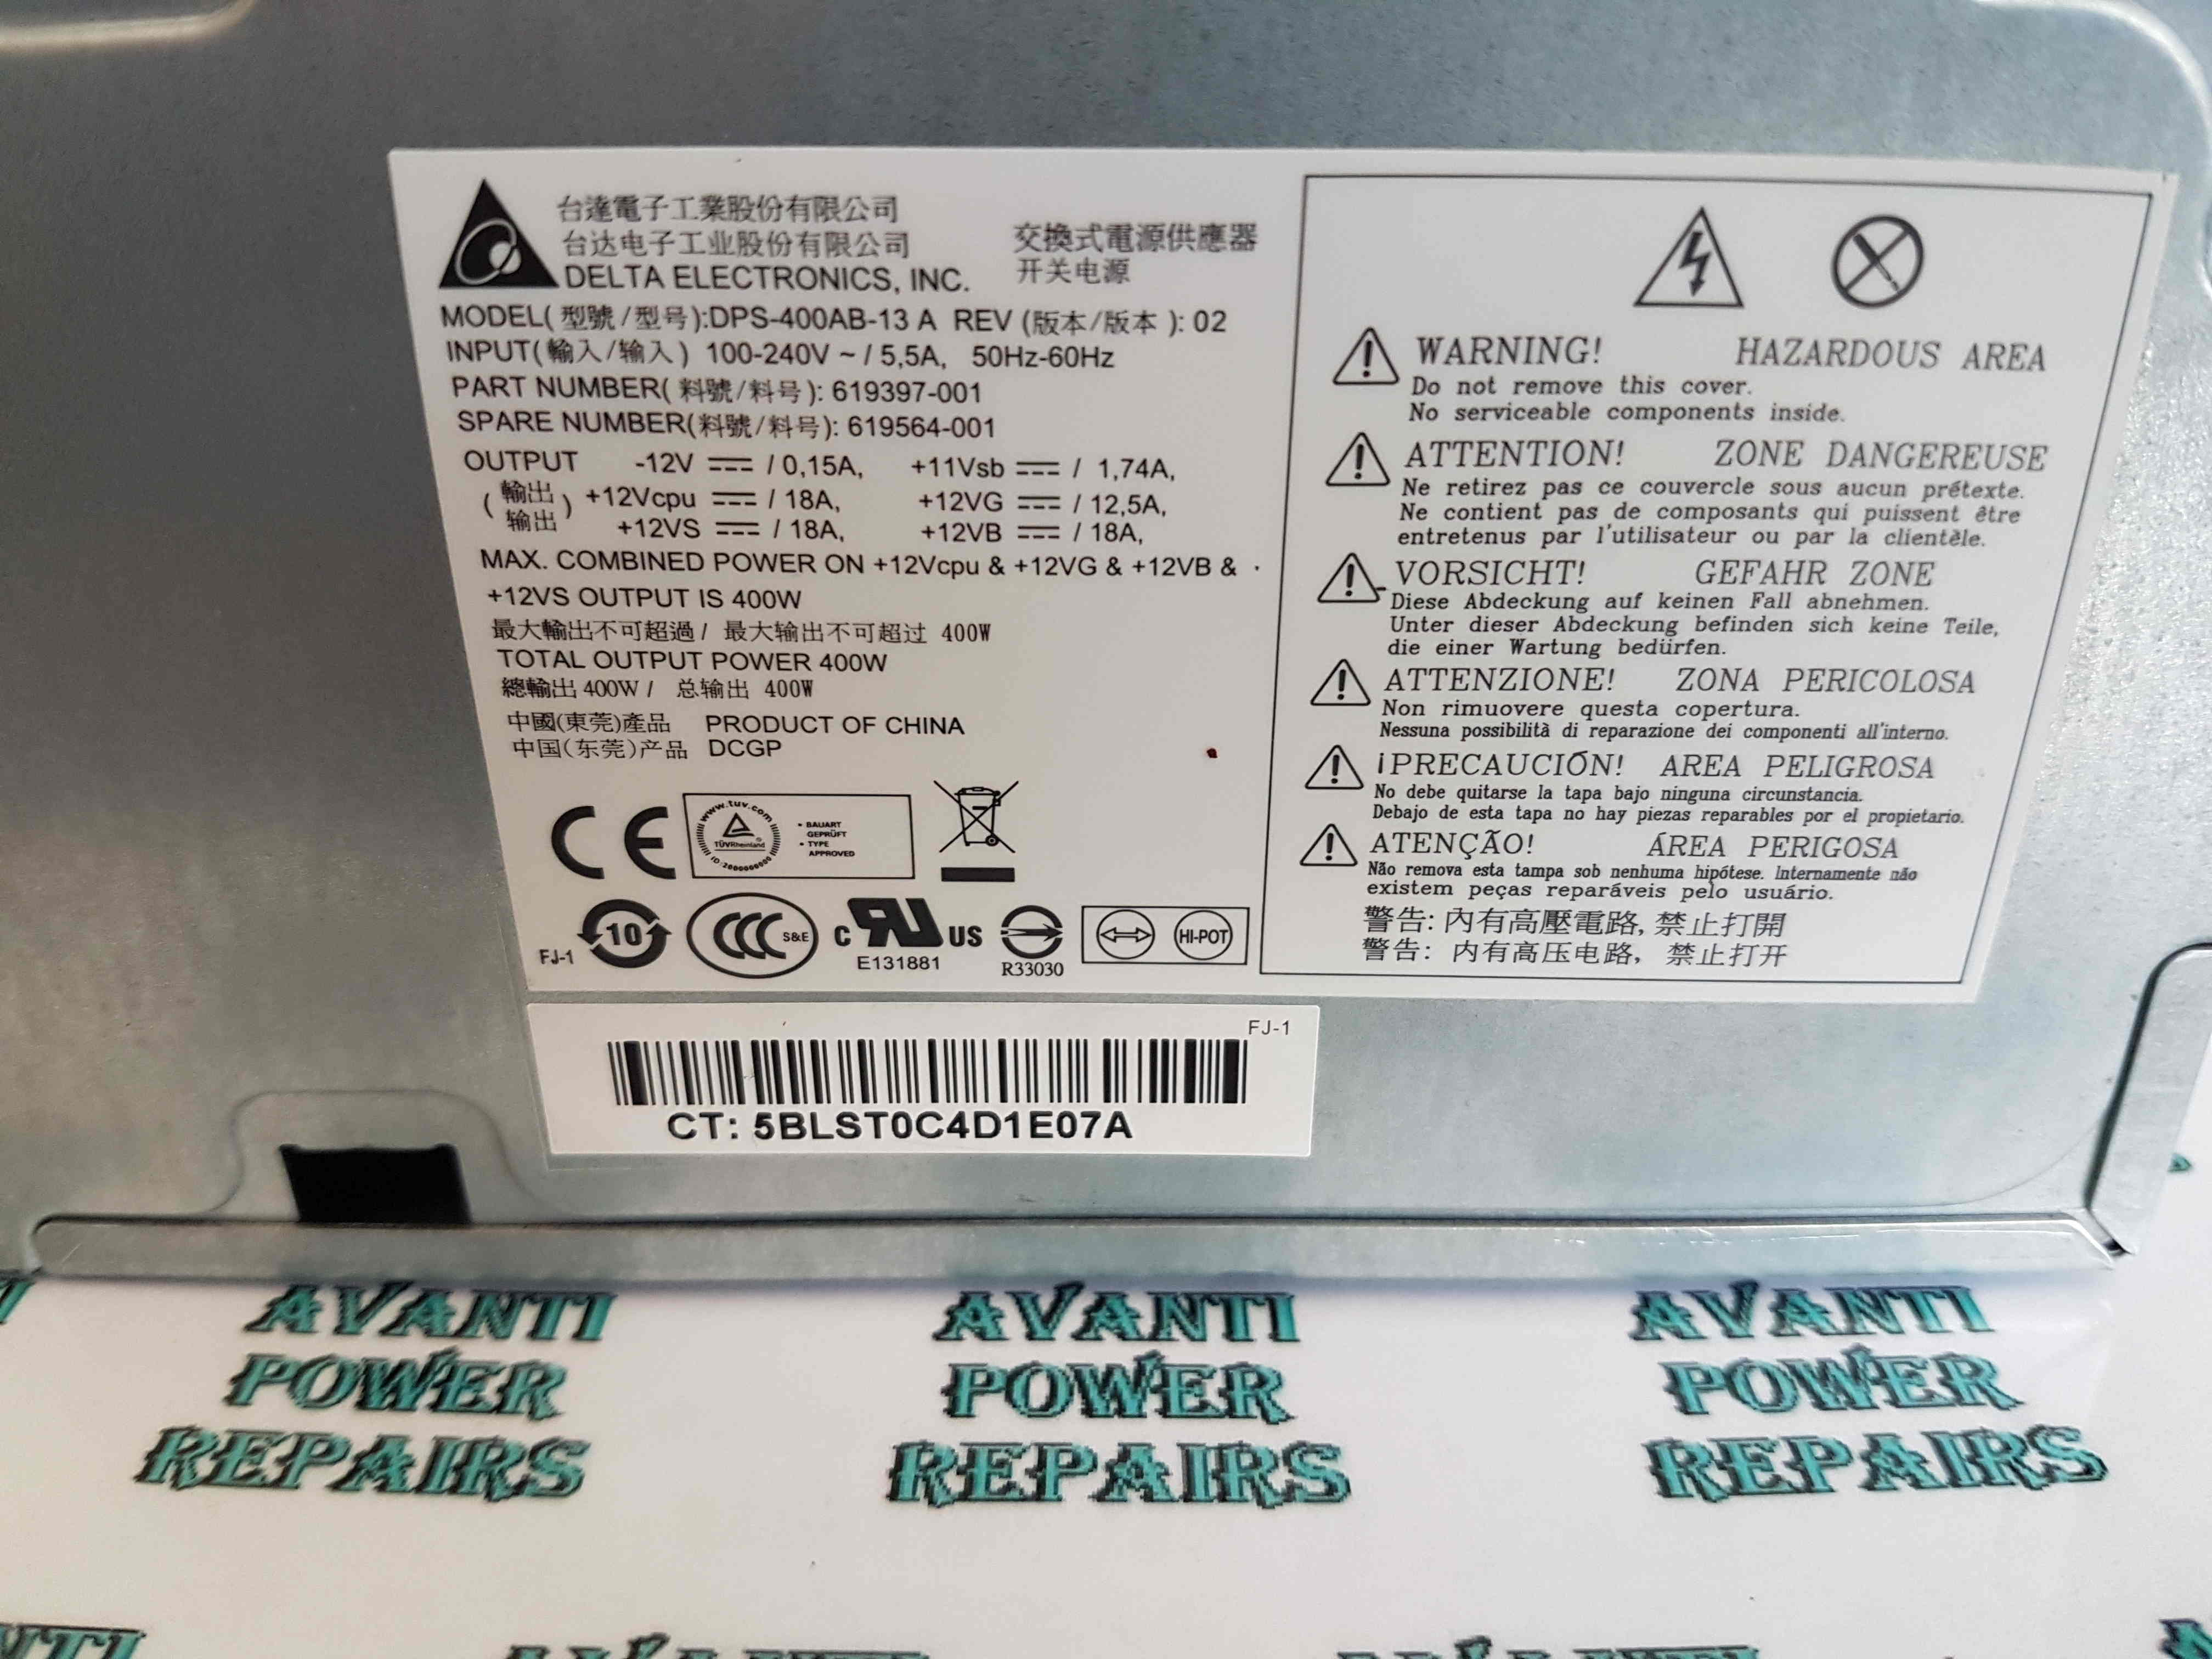 台達電子工業股份有限公司
台达电子工业股份有限公司
DELTA ELECTRONICS, INC.
交換式電源供應器
开关电源
MODEL(型號/型号):DPS-400AB-13 A REV (版本/版本): 02
INPUT(輸入/输入) 100-240V ~ / 5,5A, 50Hz-60Hz
PART NUMBER(料號/料号): 619397-001
SPARE NUMBER(料號/料号): 619564-001
OUTPUT -12V ⎓ / 0,15A, +11Vsb ⎓ / 1,74A,
(輸出 输出) +12Vcpu ⎓ / 18A, +12VG ⎓ / 12,5A,
+12VS ⎓ / 18A, +12VB ⎓ / 18A,
MAX. COMBINED POWER ON +12Vcpu & +12VG & +12VB &
+12VS OUTPUT IS 400W
最大輸出不可超過 / 最大输出不可超过 400W
TOTAL OUTPUT POWER 400W
總輸出 400W / 总输出 400W
中國(東莞)產品 PRODUCT OF CHINA
中国(东莞)产品 DCGP
CE
www.tuv.com
TÜVRheinland
ID:2000000000
• BAUART
GEPRÜFT
• TYPE
APPROVED
FJ-1
10
CCC S&E
c RU US
E131881
R33030
HI-POT
WARNING! HAZARDOUS AREA
Do not remove this cover.
No serviceable components inside.
ATTENTION! ZONE DANGEREUSE
Ne retirez pas ce couvercle sous aucun prétexte.
Ne contient pas de composants qui puissent être
entretenus par l'utilisateur ou par la clientèle.
VORSICHT! GEFAHR ZONE
Diese Abdeckung auf keinen Fall abnehmen.
Unter dieser Abdeckung befinden sich keine Teile,
die einer Wartung bedürfen.
ATTENZIONE! ZONA PERICOLOSA
Non rimuovere questa copertura.
Nessuna possibilità di reparazione dei componenti all'interno.
¡PRECAUCIÓN! AREA PELIGROSA
No debe quitarse la tapa bajo ninguna circunstancia.
Debajo de esta tapa no hay piezas reparables por el propietario.
ATENÇÃO! ÁREA PERIGOSA
Não remova esta tampa sob nenhuma hipótese. Internamente não
existem peças reparáveis pelo usuário.
警告: 內有高壓電路, 禁止打開
警告: 内有高压电路, 禁止打开
FJ-1
CT: 5BLST0C4D1E07A
AVANTI AVANTI AVANTI
POWER POWER POWER
REPAIRS REPAIRS REPAIRS